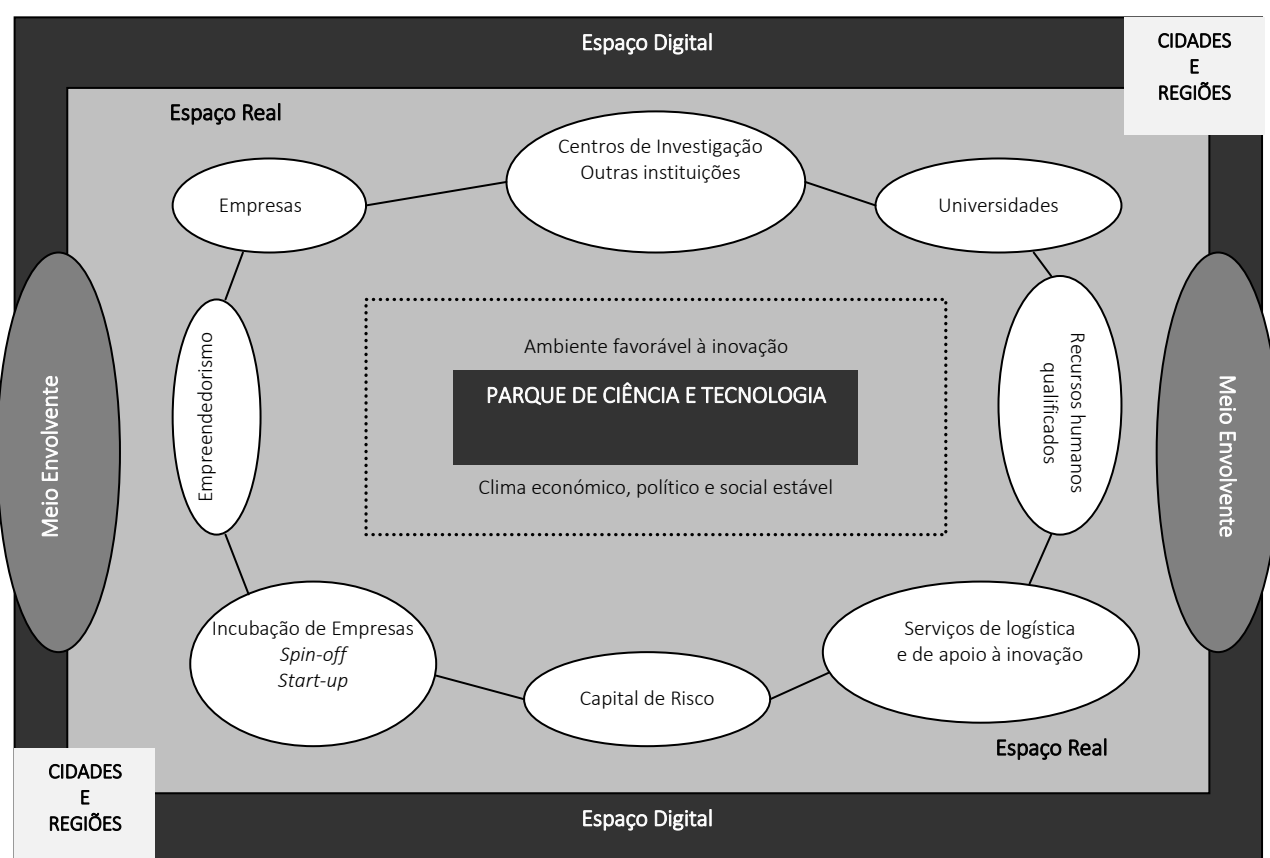 Espaço Digital
CIDADES
E
REGIÕES
Espaço Real
Centros de Investigação
Outras instituições
Empresas
Universidades
Empreendedorismo
Recursos humanos
qualificados
Ambiente favorável à inovação
PARQUE DE CIÊNCIA E TECNOLOGIA
Clima económico, político e social estável
Meio Envolvente
Meio Envolvente
Incubação de Empresas
Spin-off
Start-up
Capital de Risco
Serviços de logística
e de apoio à inovação
Espaço Real
CIDADES
E
REGIÕES
Espaço Digital